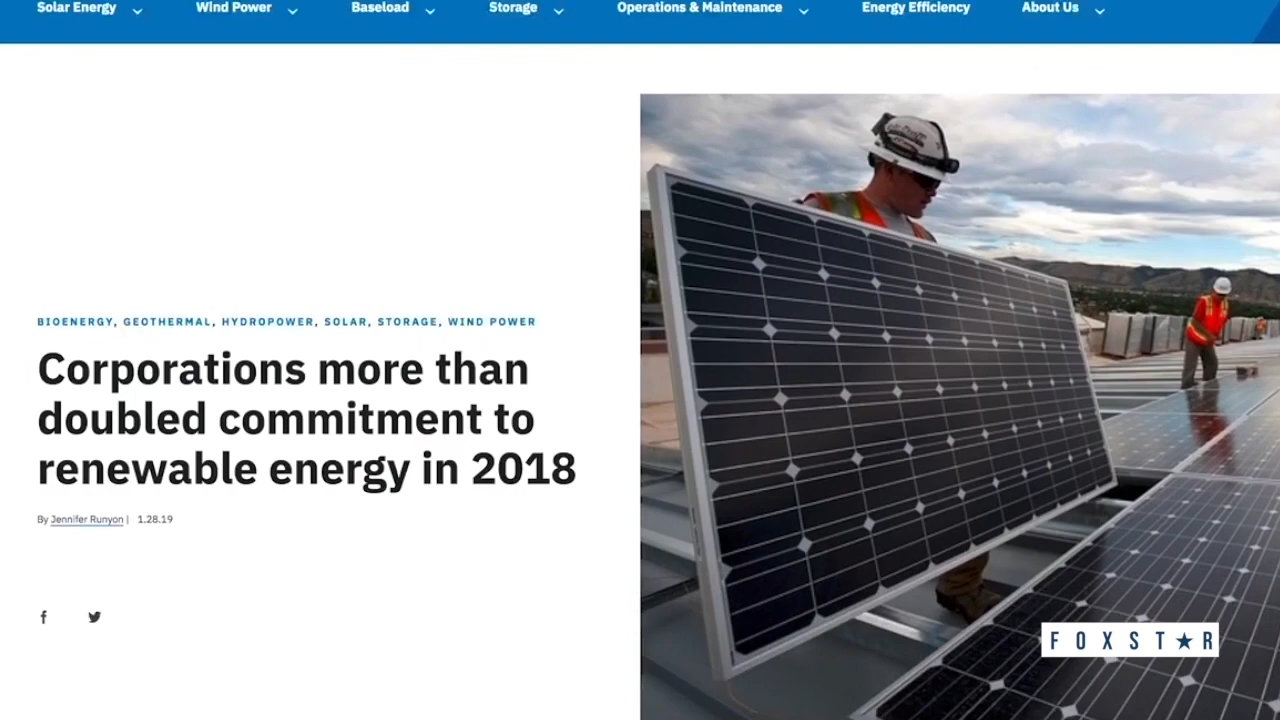 Solar Energy Wind Power Baseload Storage Operations & Maintenance Energy Efficiency About Us
BIOENERGY, GEOTHERMAL, HYDROPOWER, SOLAR, STORAGE, WIND POWER
Corporations more than
doubled commitment to
renewable energy in 2018
By Jennifer Runyon | 1.28.19
FOXST★R